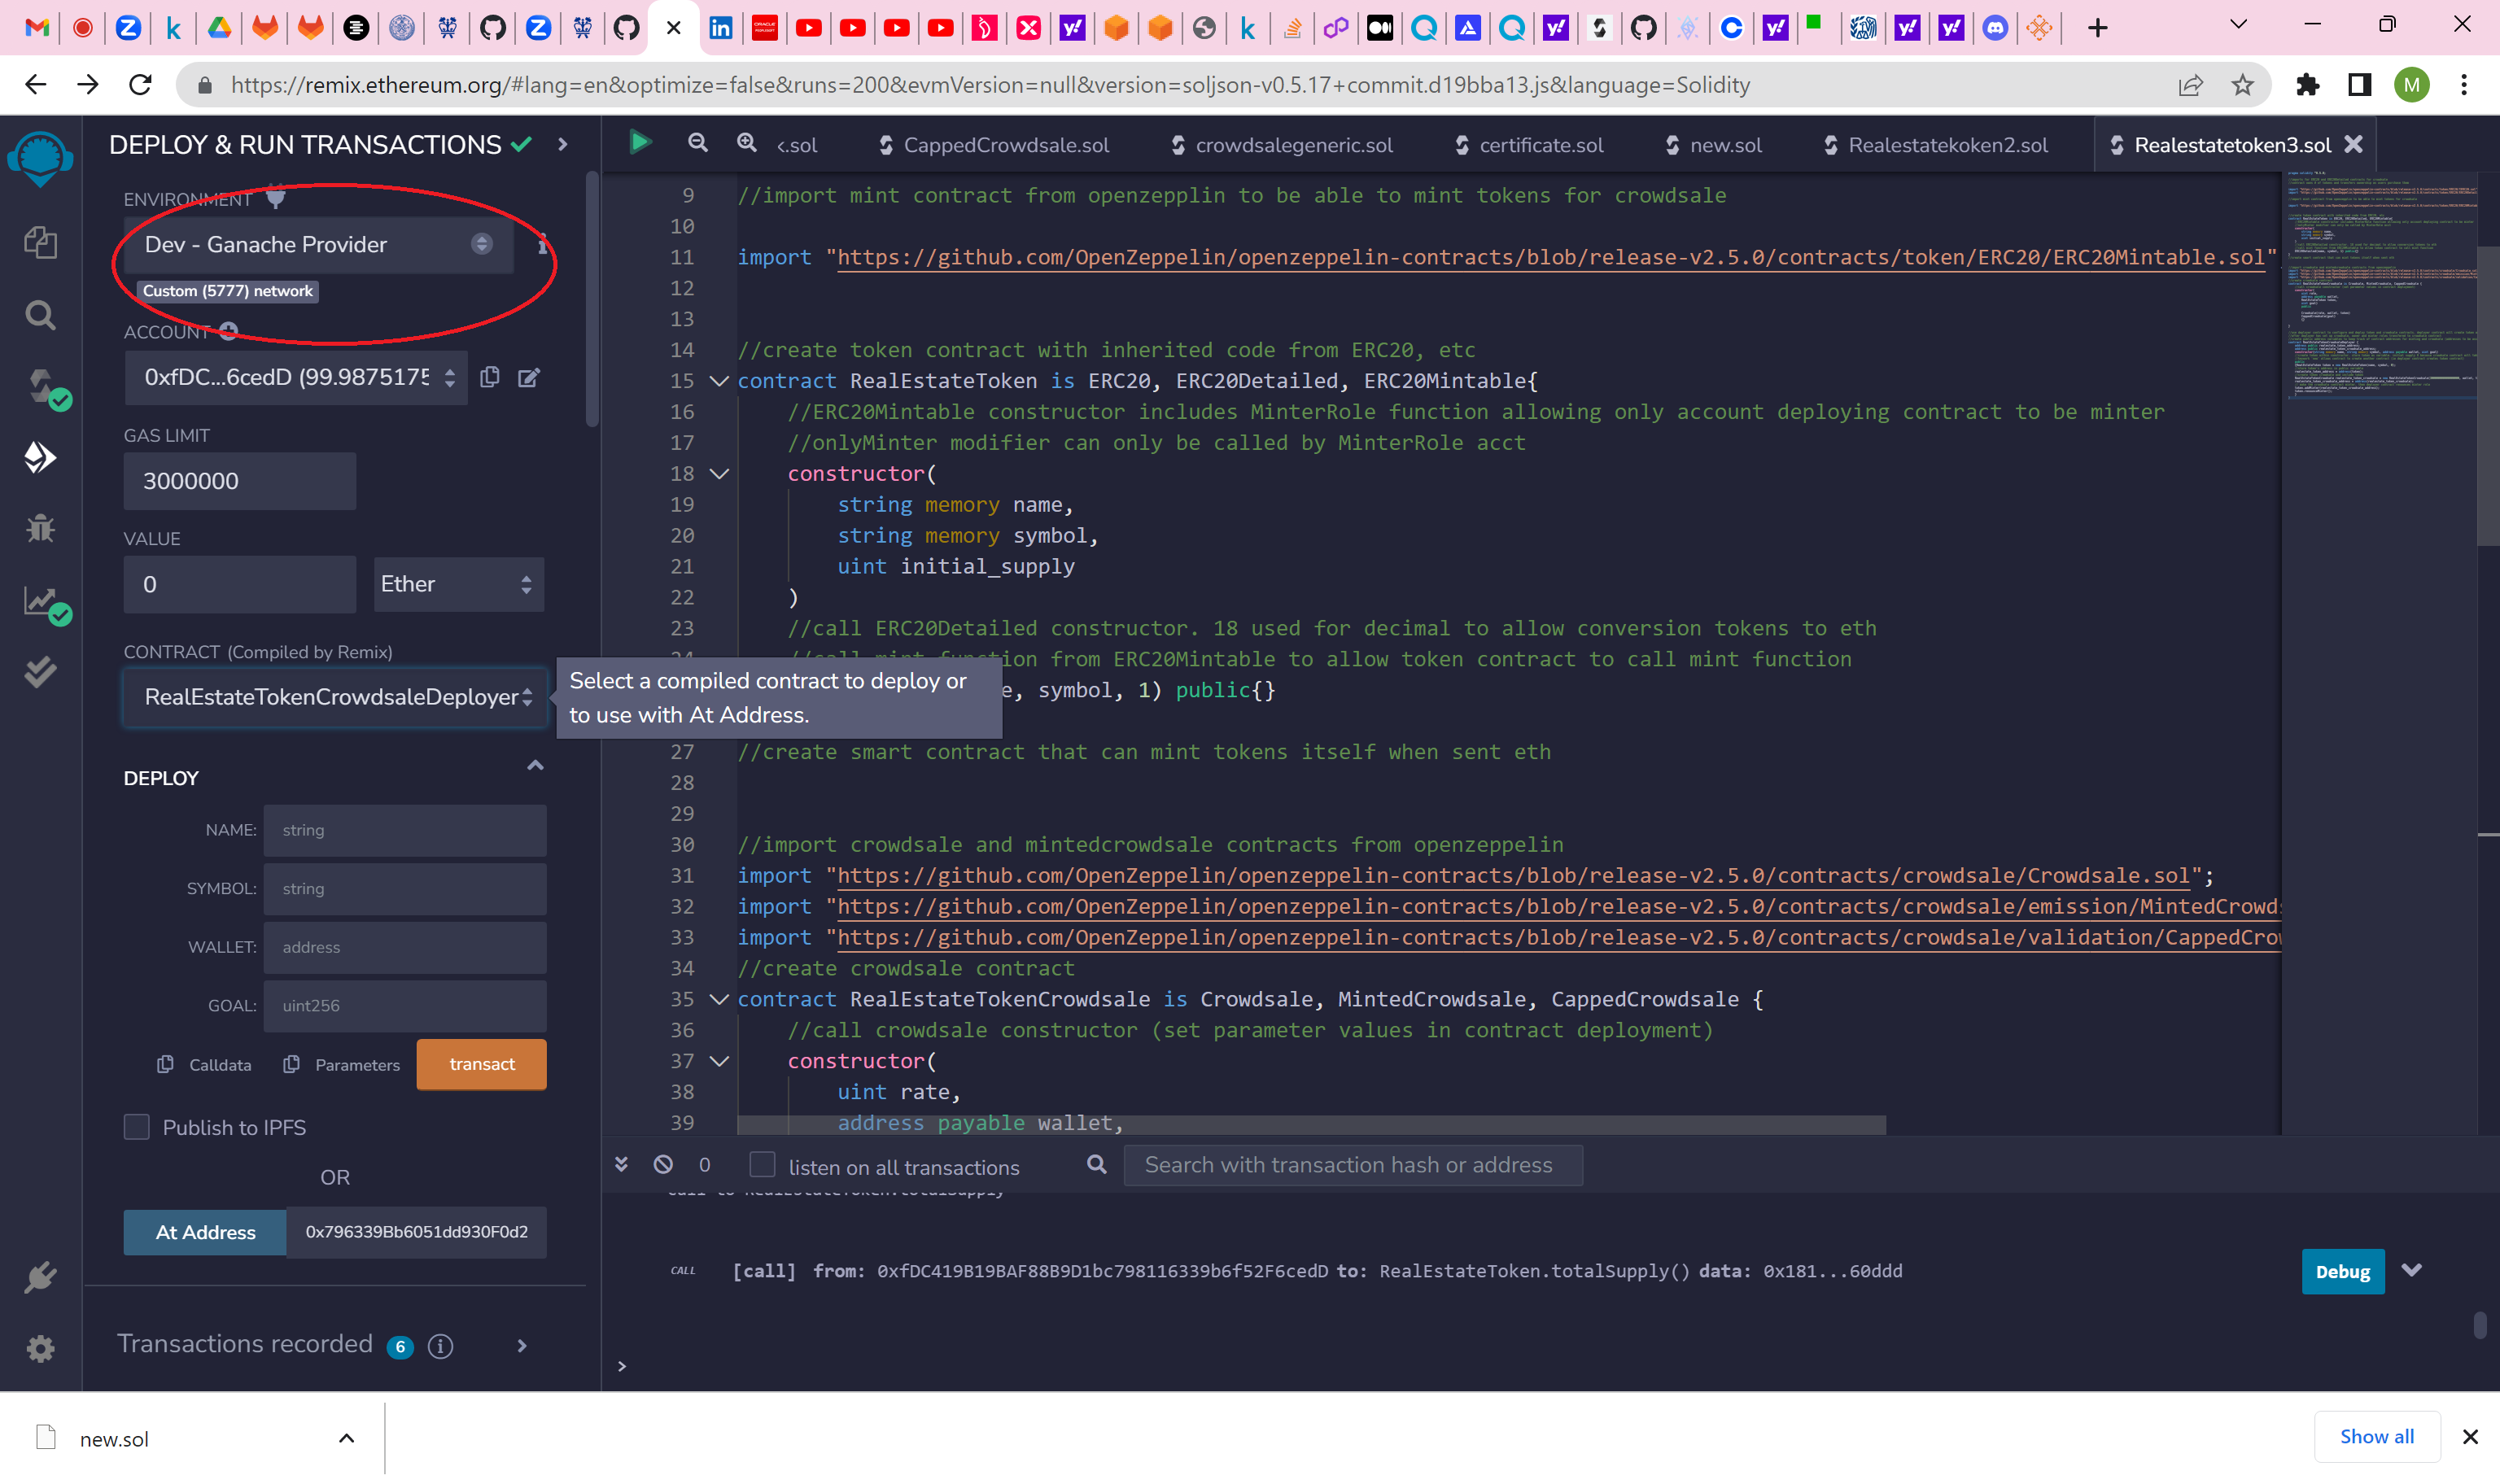 https://remix.ethereum.org/#lang=en&optimize=false&runs=200&evmVersion=null&version=soljson-v0.5.17+commit.d19bba13.js&language=Solidity
M
DEPLOY & RUN TRANSACTIONS
ENVIRONMENT
Dev - Ganache Provider
Custom (5777) network
ACCOUNT
0xfDC...6cedD (99.9875175
GAS LIMIT
3000000
VALUE
0
Ether
CONTRACT (Compiled by Remix)
RealEstateTokenCrowdsaleDeployer
Select a compiled contract to deploy or
to use with At Address.
DEPLOY
NAME: string
SYMBOL: string
WALLET: address
GOAL: uint256
Calldata Parameters transact
Publish to IPFS
OR
At Address 0x796339Bb6051dd930F0d2
Transactions recorded 6
<.sol CappedCrowdsale.sol crowdsalegeneric.sol certificate.sol new.sol Realestatekoken2.sol Realestatetoken3.sol
9 //import mint contract from openzepplin to be able to mint tokens for crowdsale
10
11 import "https://github.com/OpenZeppelin/openzeppelin-contracts/blob/release-v2.5.0/contracts/token/ERC20/ERC20Mintable.sol"
12
13
14 //create token contract with inherited code from ERC20, etc
15 contract RealEstateToken is ERC20, ERC20Detailed, ERC20Mintable{
16 //ERC20Mintable constructor includes MinterRole function allowing only account deploying contract to be minter
17 //onlyMinter modifier can only be called by MinterRole acct
18 constructor(
19 string memory name,
20 string memory symbol,
21 uint initial_supply
22 )
23 //call ERC20Detailed constructor. 18 used for decimal to allow conversion tokens to eth
24 //call mint function from ERC20Mintable to allow token contract to call mint function
e, symbol, 1) public{}
27 //create smart contract that can mint tokens itself when sent eth
28
29
30 //import crowdsale and mintedcrowdsale contracts from openzeppelin
31 import "https://github.com/OpenZeppelin/openzeppelin-contracts/blob/release-v2.5.0/contracts/crowdsale/Crowdsale.sol";
32 import "https://github.com/OpenZeppelin/openzeppelin-contracts/blob/release-v2.5.0/contracts/crowdsale/emission/MintedCrowds
33 import "https://github.com/OpenZeppelin/openzeppelin-contracts/blob/release-v2.5.0/contracts/crowdsale/validation/CappedCrow
34 //create crowdsale contract
35 contract RealEstateTokenCrowdsale is Crowdsale, MintedCrowdsale, CappedCrowdsale {
36 //call crowdsale constructor (set parameter values in contract deployment)
37 constructor(
38 uint rate,
39 address payable wallet,
0 listen on all transactions Search with transaction hash or address
call to RealEstateToken.totalSupply
CALL [call] from: 0xfDC419B19BAF88B9D1bc798116339b6f52F6cedD to: RealEstateToken.totalSupply() data: 0x181...60ddd
Debug
>
new.sol
Show all